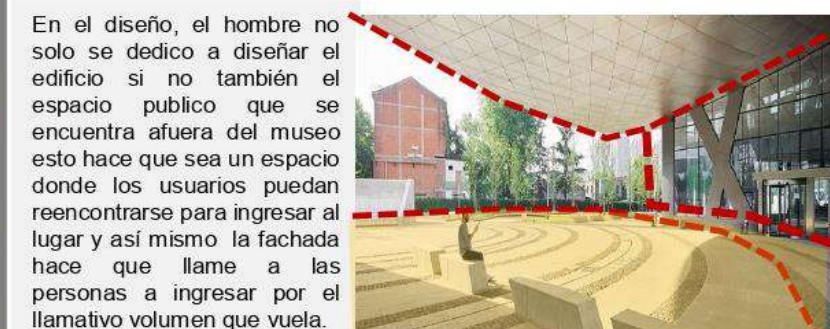 En el diseño, el hombre no
solo se dedico a diseñar el
edificio si no también el
espacio publico que se
encuentra afuera del museo
esto hace que sea un espacio
donde los usuarios puedan
reencontrarse para ingresar al
lugar y así mismo la fachada
hace que llame a las
personas a ingresar por el
llamativo volumen que vuela.